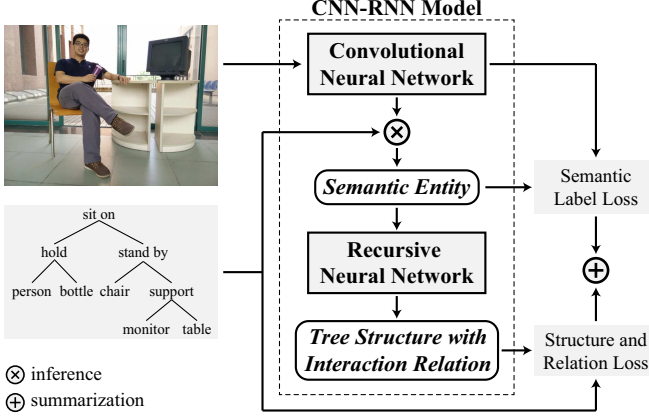 CNN-RNN Model
Convolutional
Neural Network
Semantic Entity
Semantic
Label Loss
sit on
hold stand by
person bottle chair support
monitor table
Recursive
Neural Network
Tree Structure with
Interaction Relation
Structure and
Relation Loss
inference
summarization